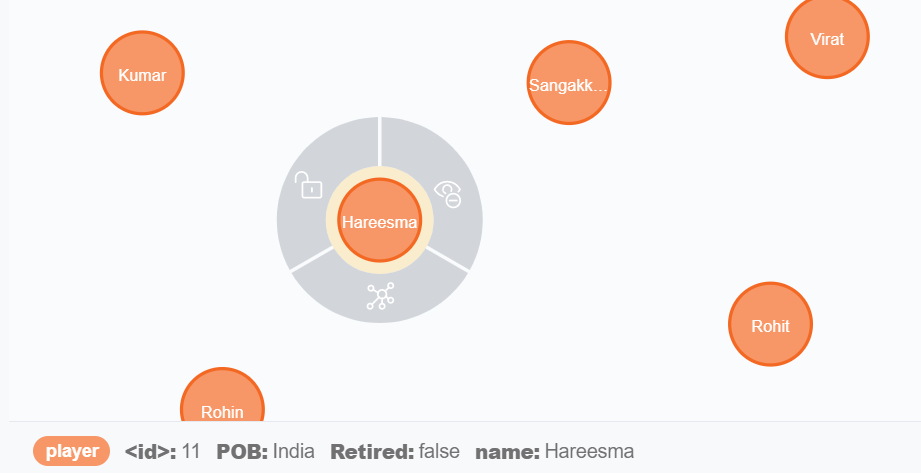 Virat
Kumar
Sangakk...
Hareesma
Rohit
Rohin
player <id>: 11 POB: India Retired: false name: Hareesma